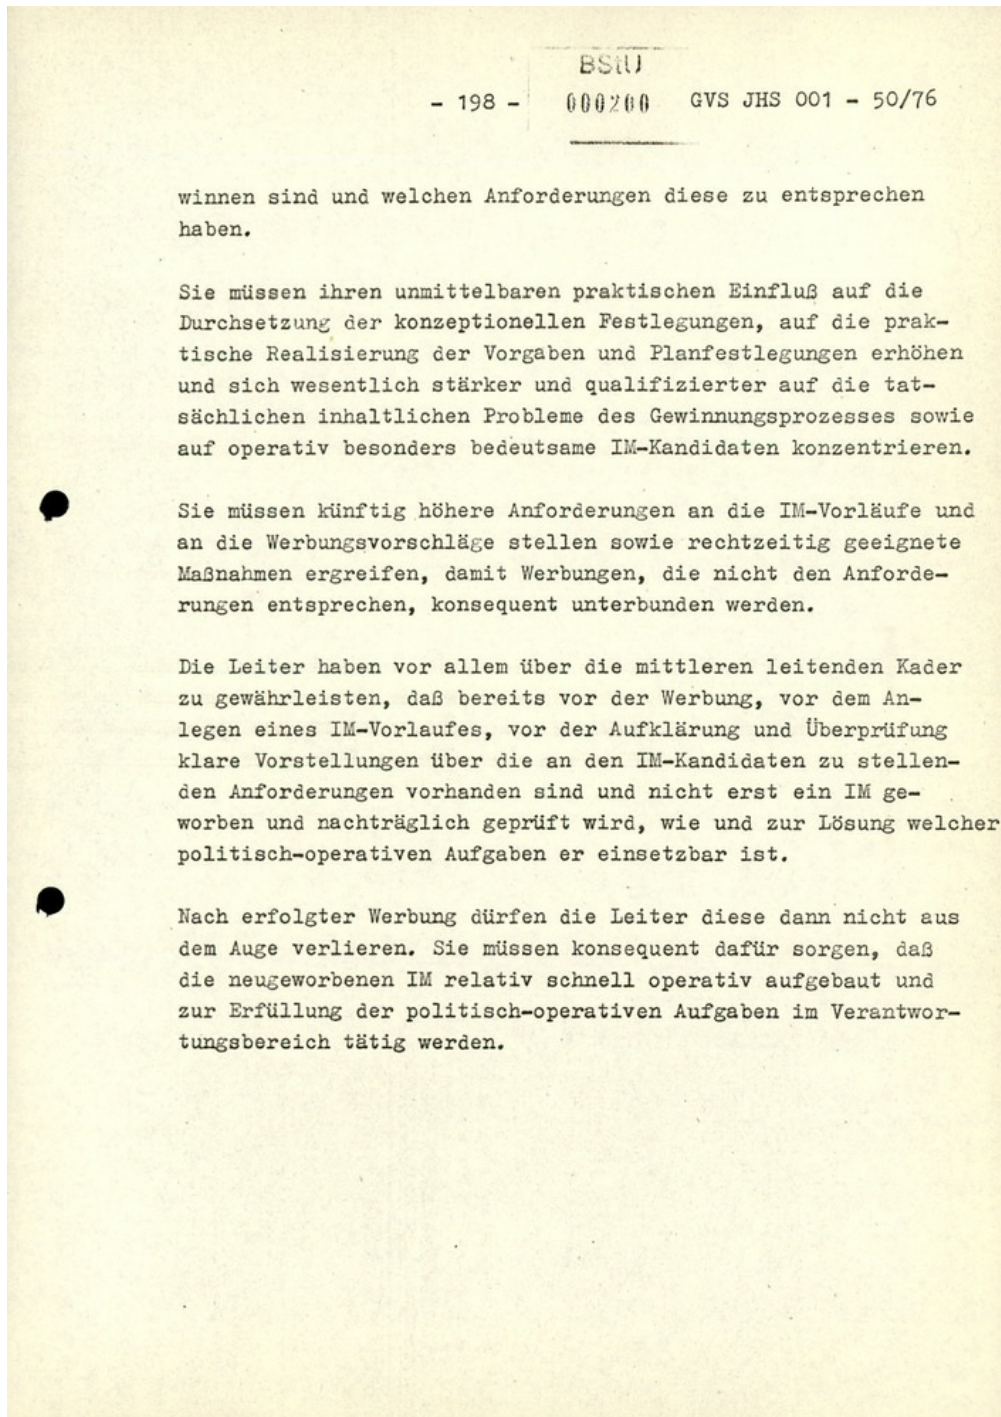 BStU
- 198 - 000200 GVS JHS 001 - 50/76
winnen sind und welchen Anforderungen diese zu entsprechen
haben.
Sie müssen ihren unmittelbaren praktischen Einfluß auf die
Durchsetzung der konzeptionellen Festlegungen, auf die prak-
tische Realisierung der Vorgaben und Planfestlegungen erhöhen
und sich wesentlich stärker und qualifizierter auf die tat-
sächlichen inhaltlichen Probleme des Gewinnungsprozesses sowie
auf operativ besonders bedeutsame IM-Kandidaten konzentrieren.
Sie müssen künftig höhere Anforderungen an die IM-Vorläufe und
an die Werbungsvorschläge stellen sowie rechtzeitig geeignete
Maßnahmen ergreifen, damit Werbungen, die nicht den Anforde-
rungen entsprechen, konsequent unterbunden werden.
Die Leiter haben vor allem über die mittleren leitenden Kader
zu gewährleisten, daß bereits vor der Werbung, vor dem An-
legen eines IM-Vorlaufes, vor der Aufklärung und Überprüfung
klare Vorstellungen über die an den IM-Kandidaten zu stellen-
den Anforderungen vorhanden sind und nicht erst ein IM ge-
worben und nachträglich geprüft wird, wie und zur Lösung welcher
politisch-operativen Aufgaben er einsetzbar ist.
Nach erfolgter Werbung dürfen die Leiter diese dann nicht aus
dem Auge verlieren. Sie müssen konsequent dafür sorgen, daß
die neugeworbenen IM relativ schnell operativ aufgebaut und
zur Erfüllung der politisch-operativen Aufgaben im Verantwor-
tungsbereich tätig werden.